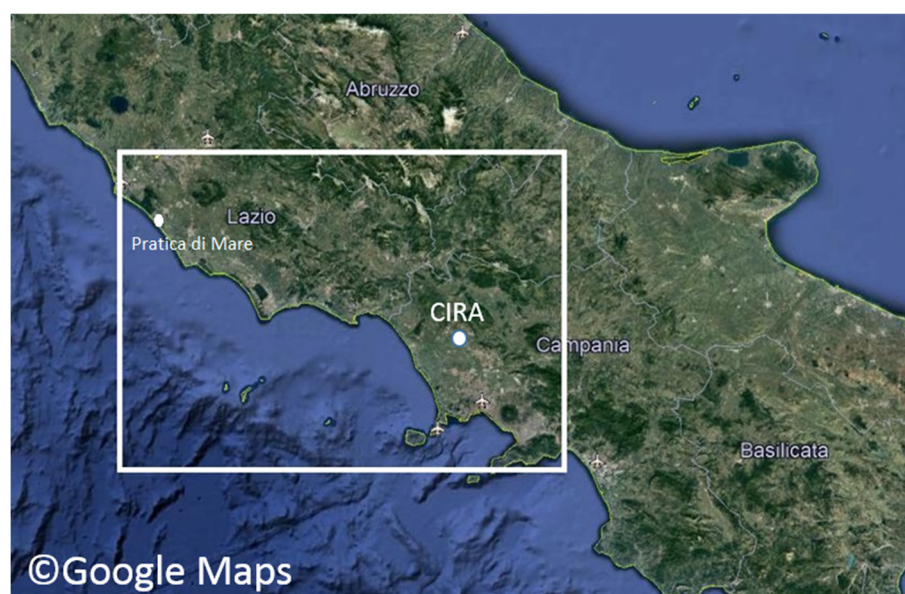 Abruzzo
Lazio
Pratica di Mare
CIRA
Campania
Basilicata
©Google Maps